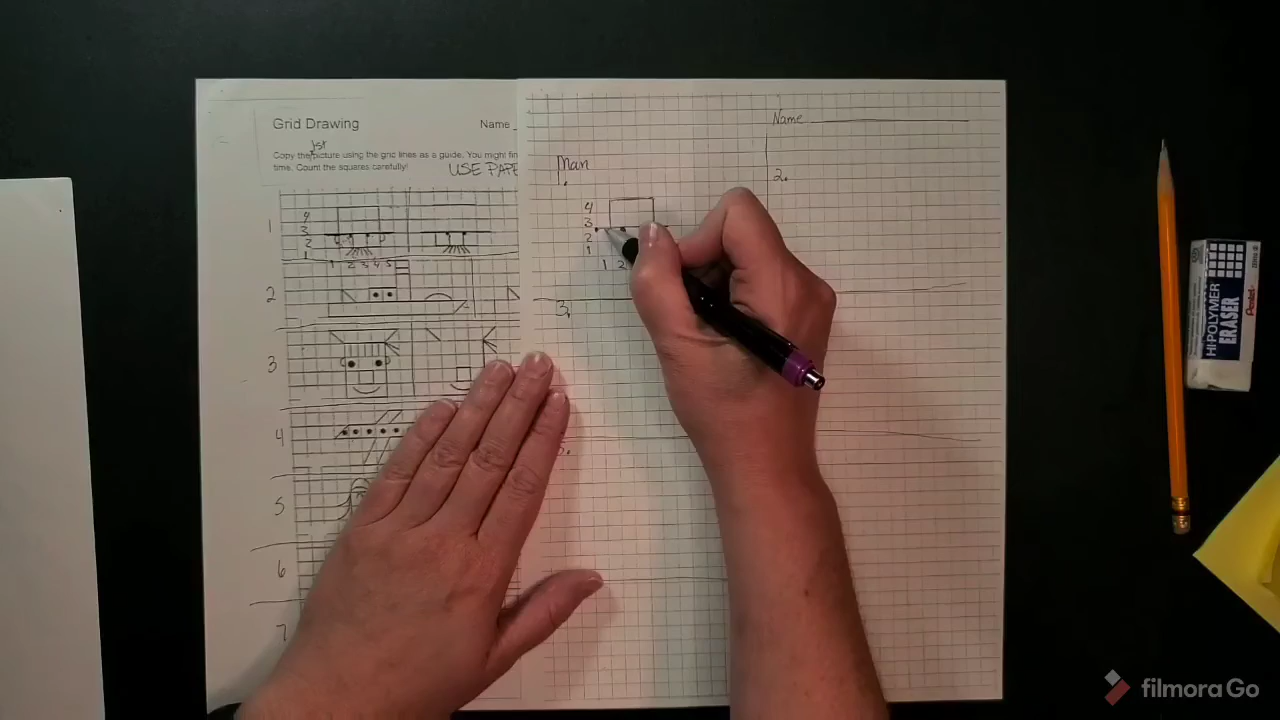 Grid Drawing
Name
Copy the 1st picture using the grid lines as a guide. You might fin
time. Count the squares carefully!
USE PAPE
1
4
3
2
1
1 2 3 4 5
2
3
4
5
6
7
Name
Man
2.
4
3
2
1
1 2
3.
5.
HI-POLYMER
ERASER
Pentel
filmoraGo